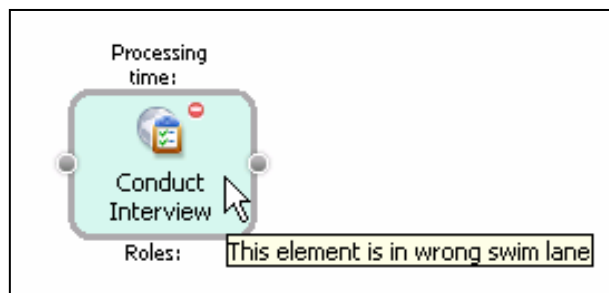 Processing
time:
Conduct
Interview
Roles:
This element is in wrong swim lane